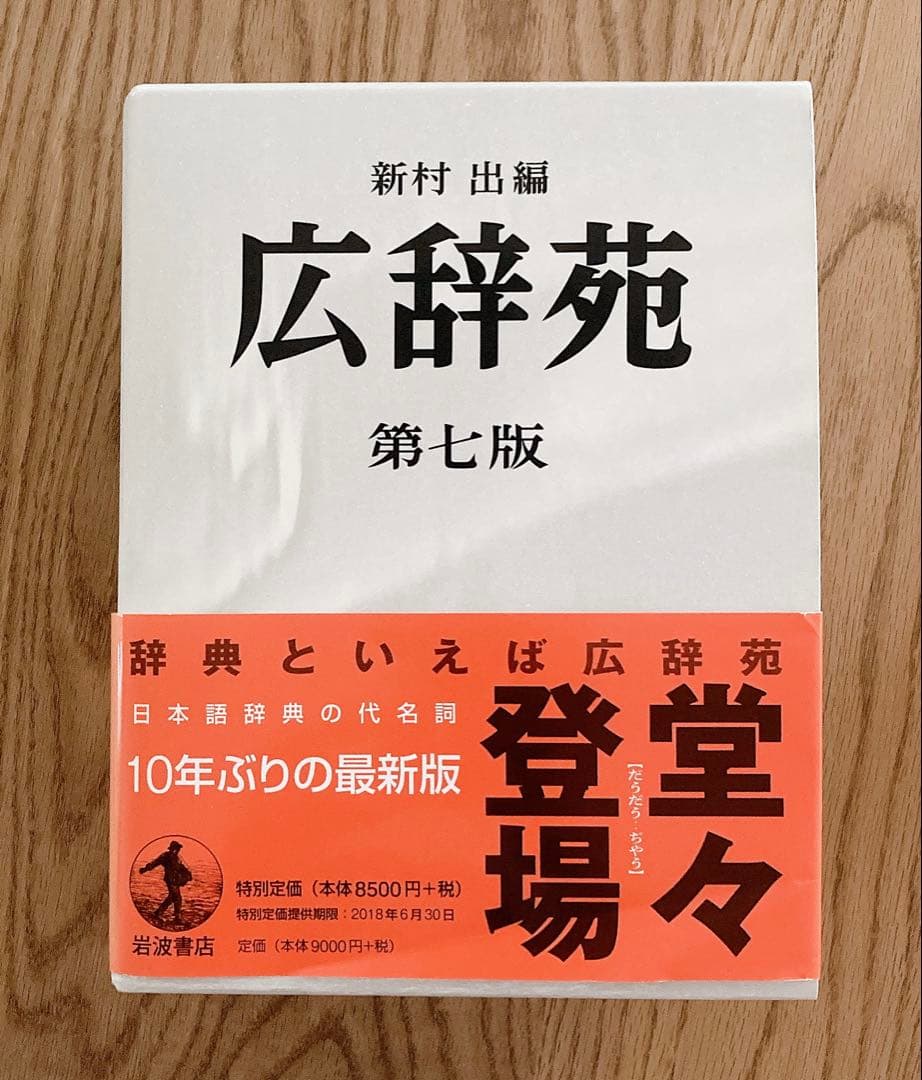 新村 出編
広辞苑
第七版
辞典といえば広辞苑
堂々
登場
【だうだう‥ぢやう】
日本語辞典の代名詞
10年ぶりの最新版
特別定価（本体8500円+税）
特別定価提供期限：2018年6月30日
定価（本体9000円+税）
岩波書店